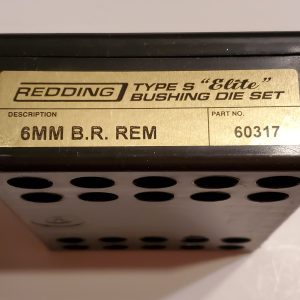 REDDING TYPE S "Elite"
BUSHING DIE SET
DESCRIPTION PART NO.
6MM B.R. REM 60317